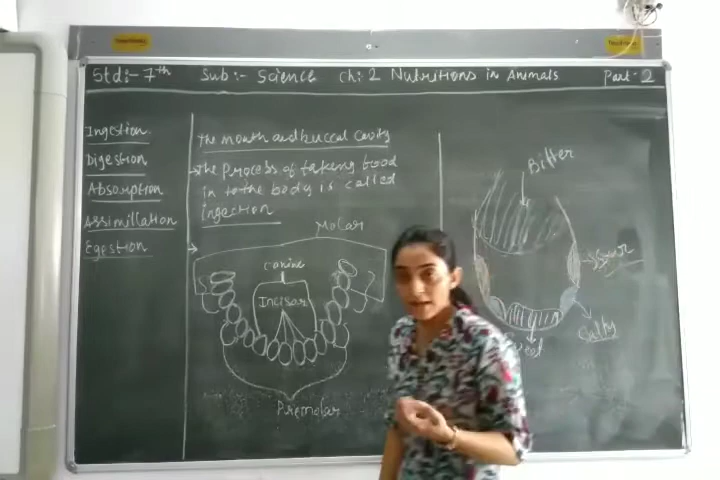 Std:- 7th Sub:- Science Ch: 2 Nutritions in Animals Part-2
Ingestion
Digestion
Absorption
Assimillation
Egestion
The mouth and buccal cavity
The process of taking bood
in to the body is called
ingection
Molar
Canine
Incisor
Premolar
Bitter
Sour
Salty